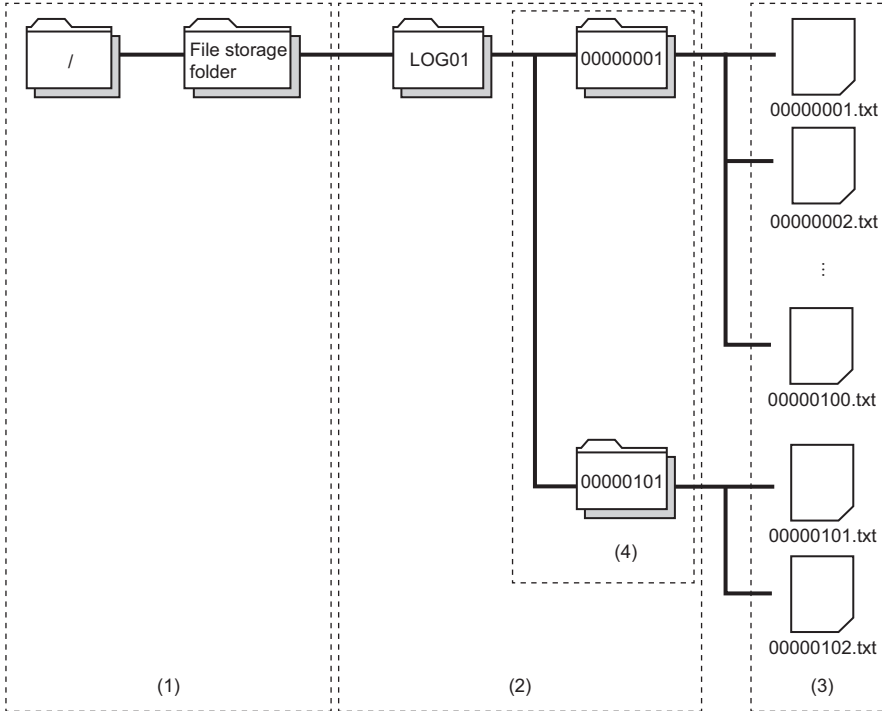 /
File storage
folder
LOG01
00000001
00000001.txt
00000002.txt
⋮
00000100.txt
00000101
00000101.txt
(4)
00000102.txt
(1)
(2)
(3)